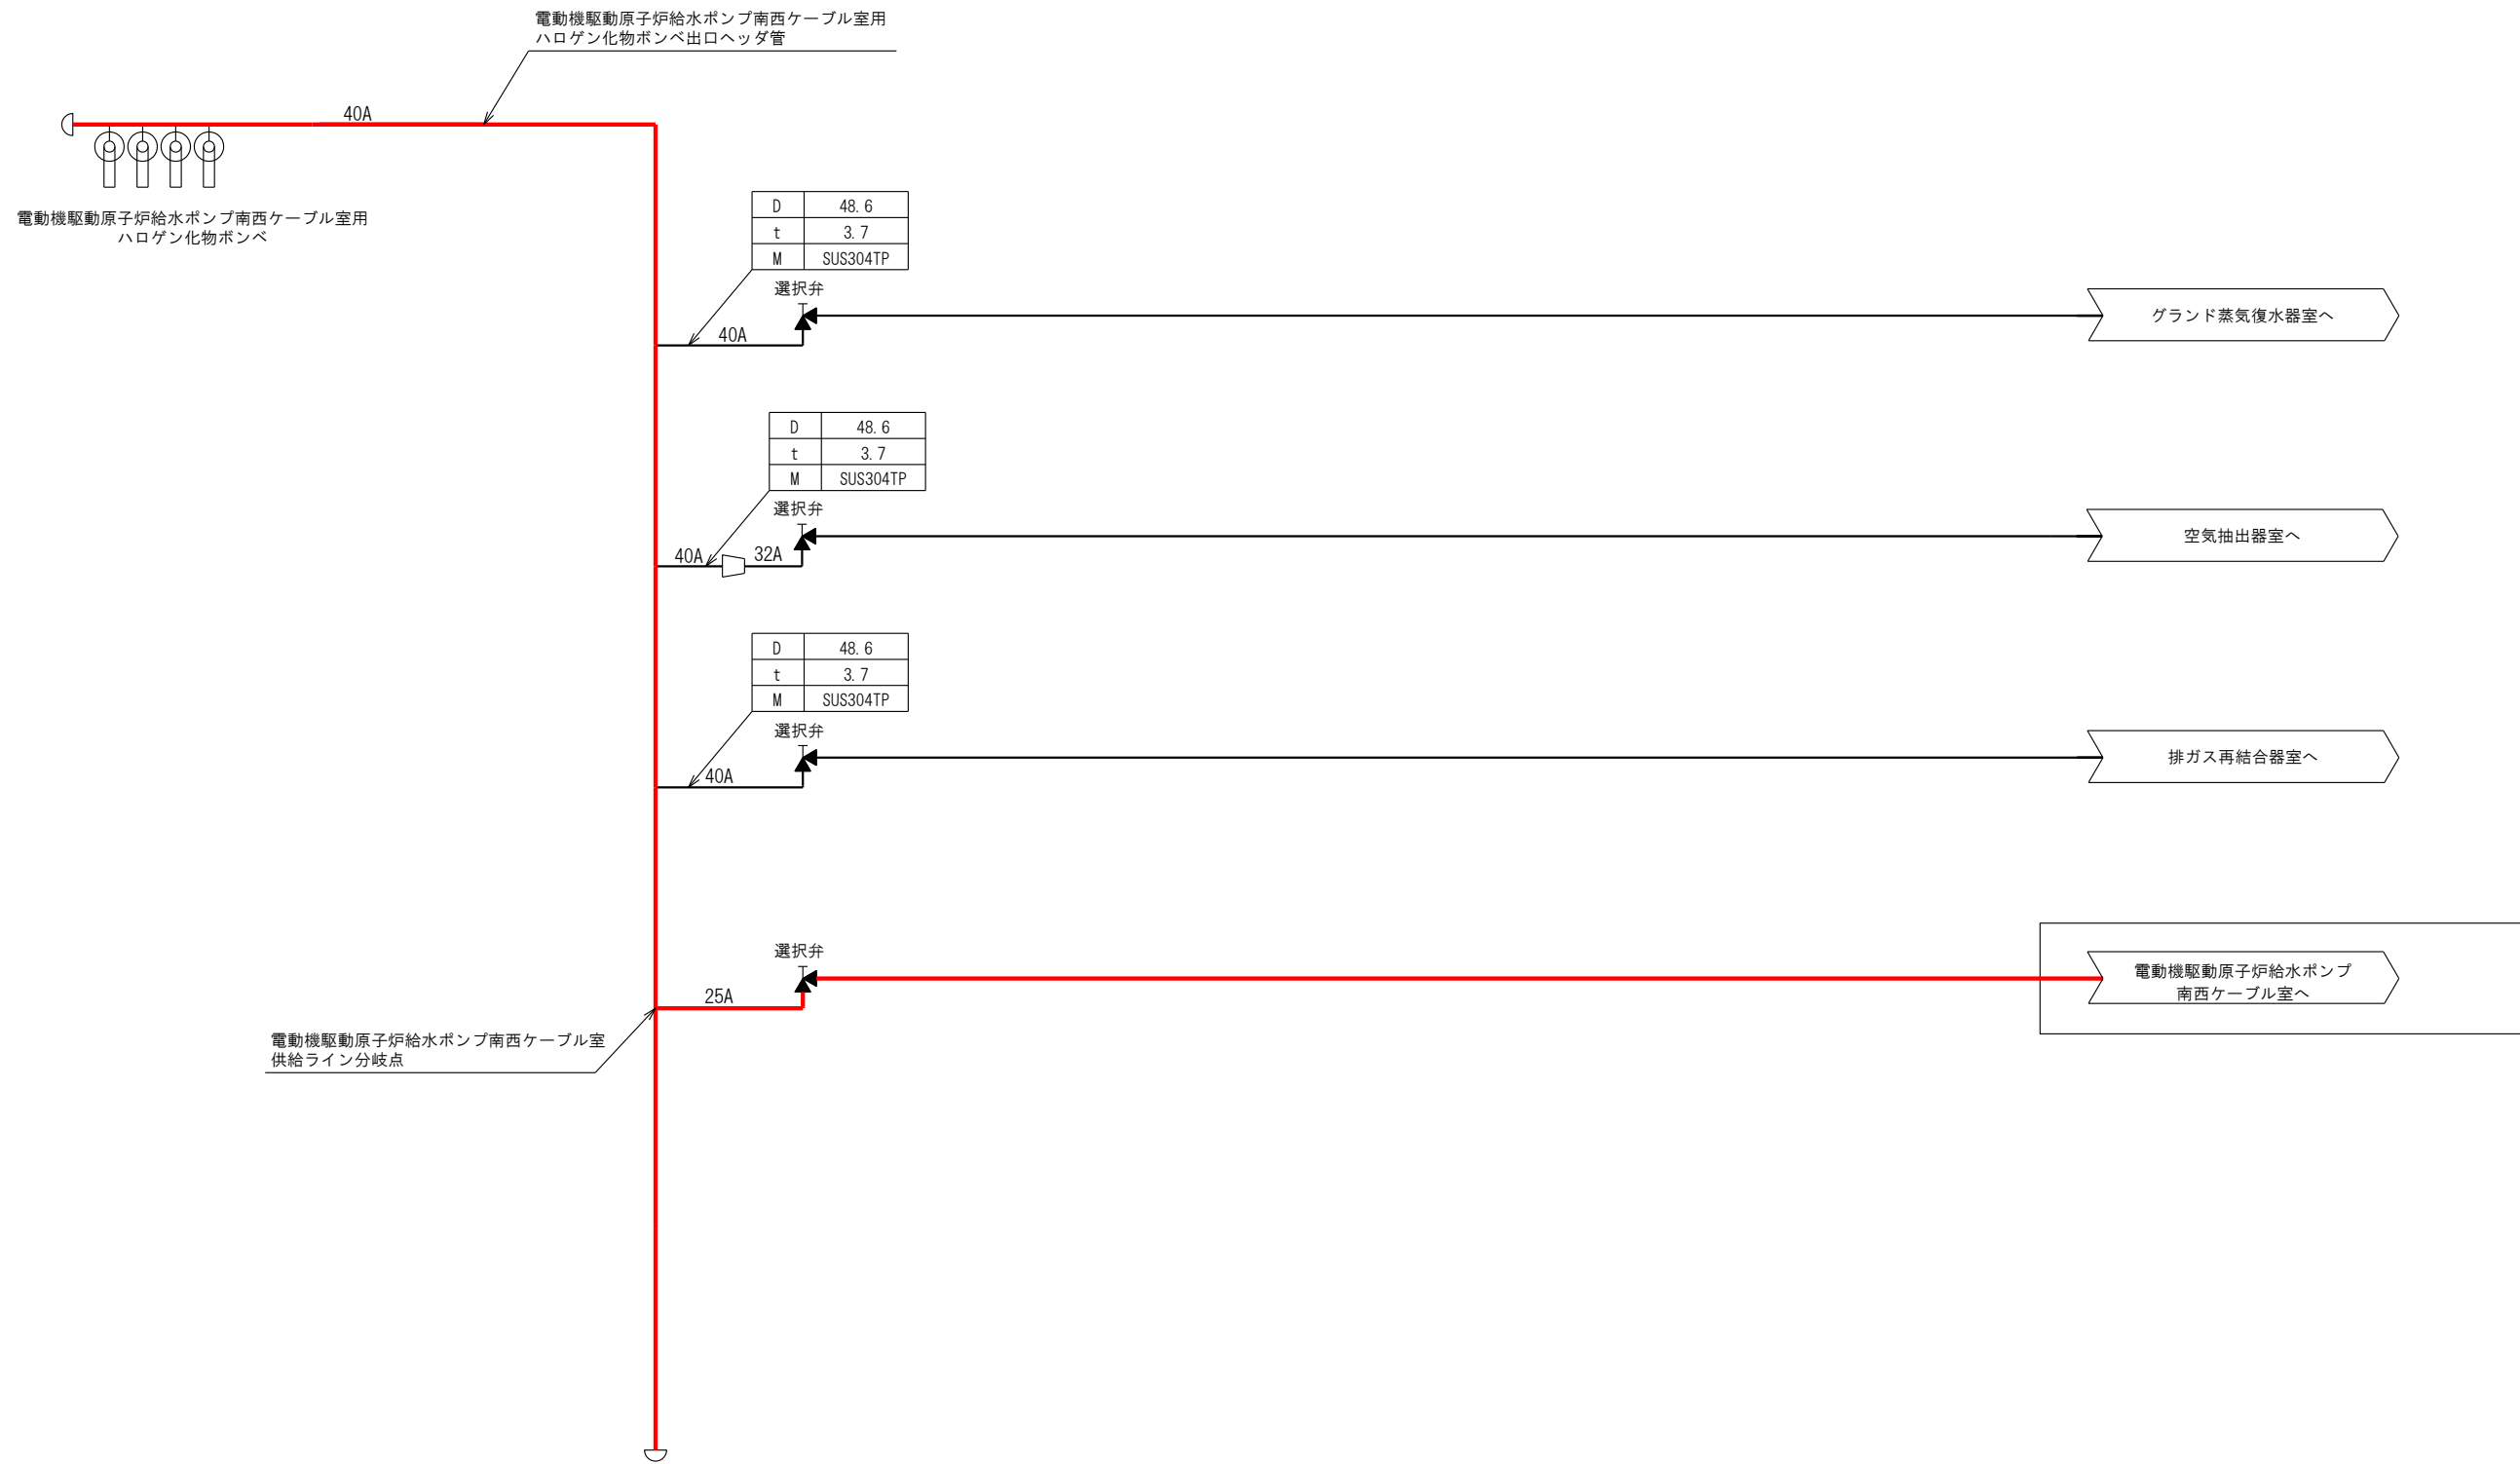 電動機駆動原子炉給水ポンプ南西ケーブル室用
ハロゲン化物ボンベ出口ヘッダ管
40A
電動機駆動原子炉給水ポンプ南西ケーブル室用
ハロゲン化物ボンベ
D 48.6
t 3.7
M SUS304TP
選択弁
40A
グランド蒸気復水器室へ
D 48.6
t 3.7
M SUS304TP
選択弁
40A
32A
空気抽出器室へ
D 48.6
t 3.7
M SUS304TP
選択弁
40A
排ガス再結合器室へ
選択弁
25A
電動機駆動原子炉給水ポンプ
南西ケーブル室へ
電動機駆動原子炉給水ポンプ南西ケーブル室
供給ライン分岐点